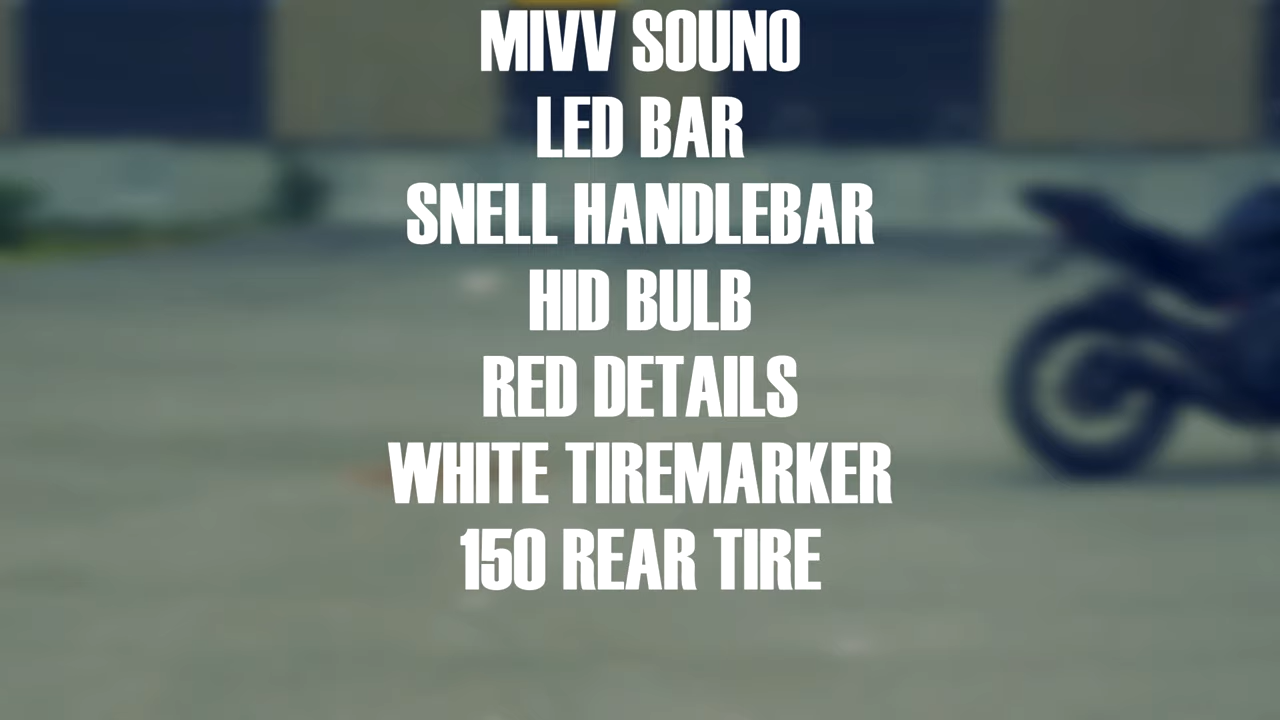 MIVV SOUNO
LED BAR
SNELL HANDLEBAR
HID BULB
RED DETAILS
WHITE TIREMARKER
150 REAR TIRE